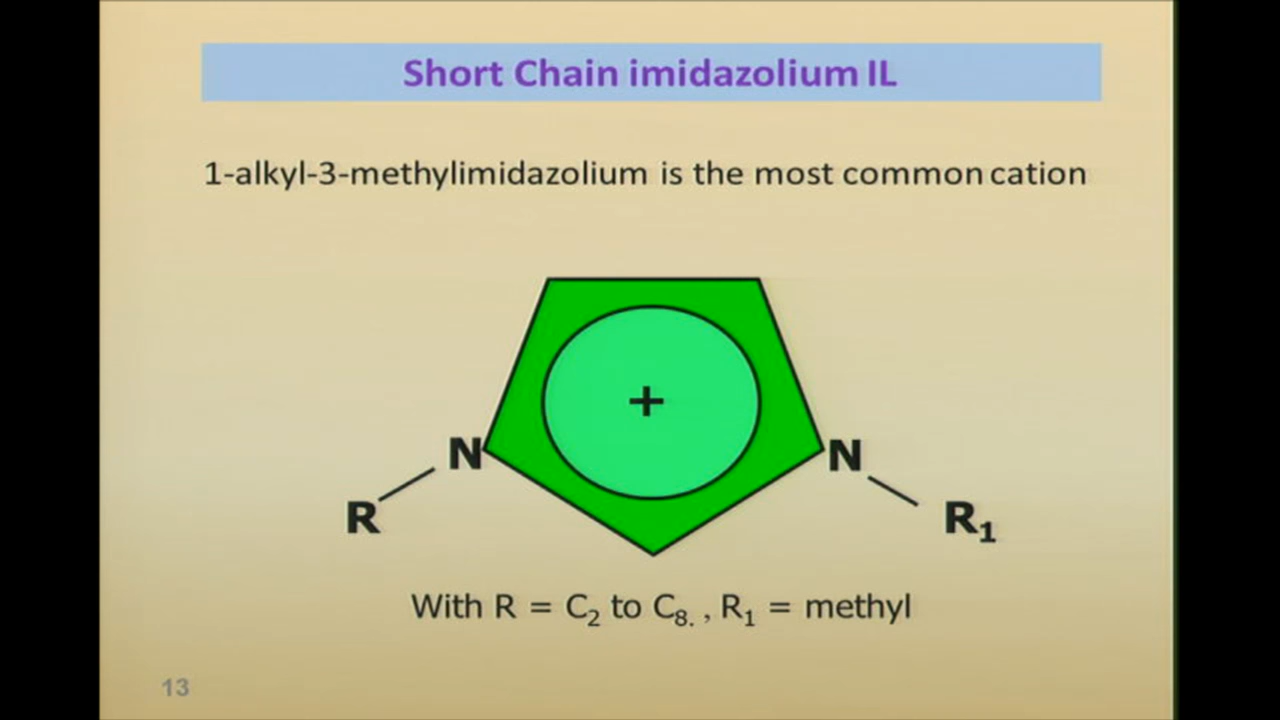 Short Chain imidazolium IL
1-alkyl-3-methylimidazolium is the most common cation
+
N
N
R
R₁
With R = C₂ to C₈. , R₁ = methyl
13